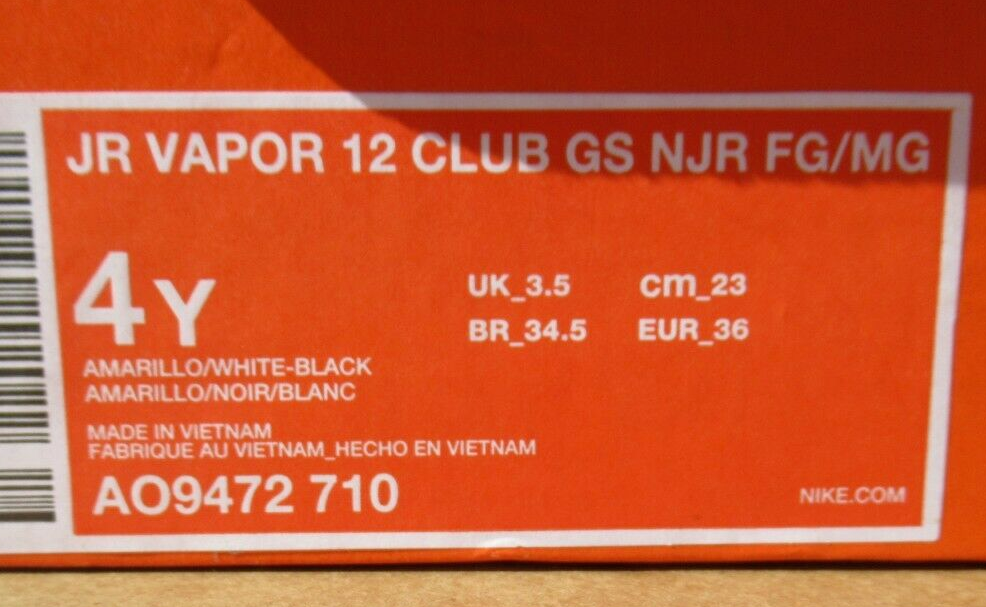 JR VAPOR 12 CLUB GS NJR FG/MG
4Y
UK_3.5 cm_23
BR_34.5 EUR_36
AMARILLO/WHITE-BLACK
AMARILLO/NOIR/BLANC
MADE IN VIETNAM
FABRIQUE AU VIETNAM_HECHO EN VIETNAM
AO9472 710
NIKE.COM